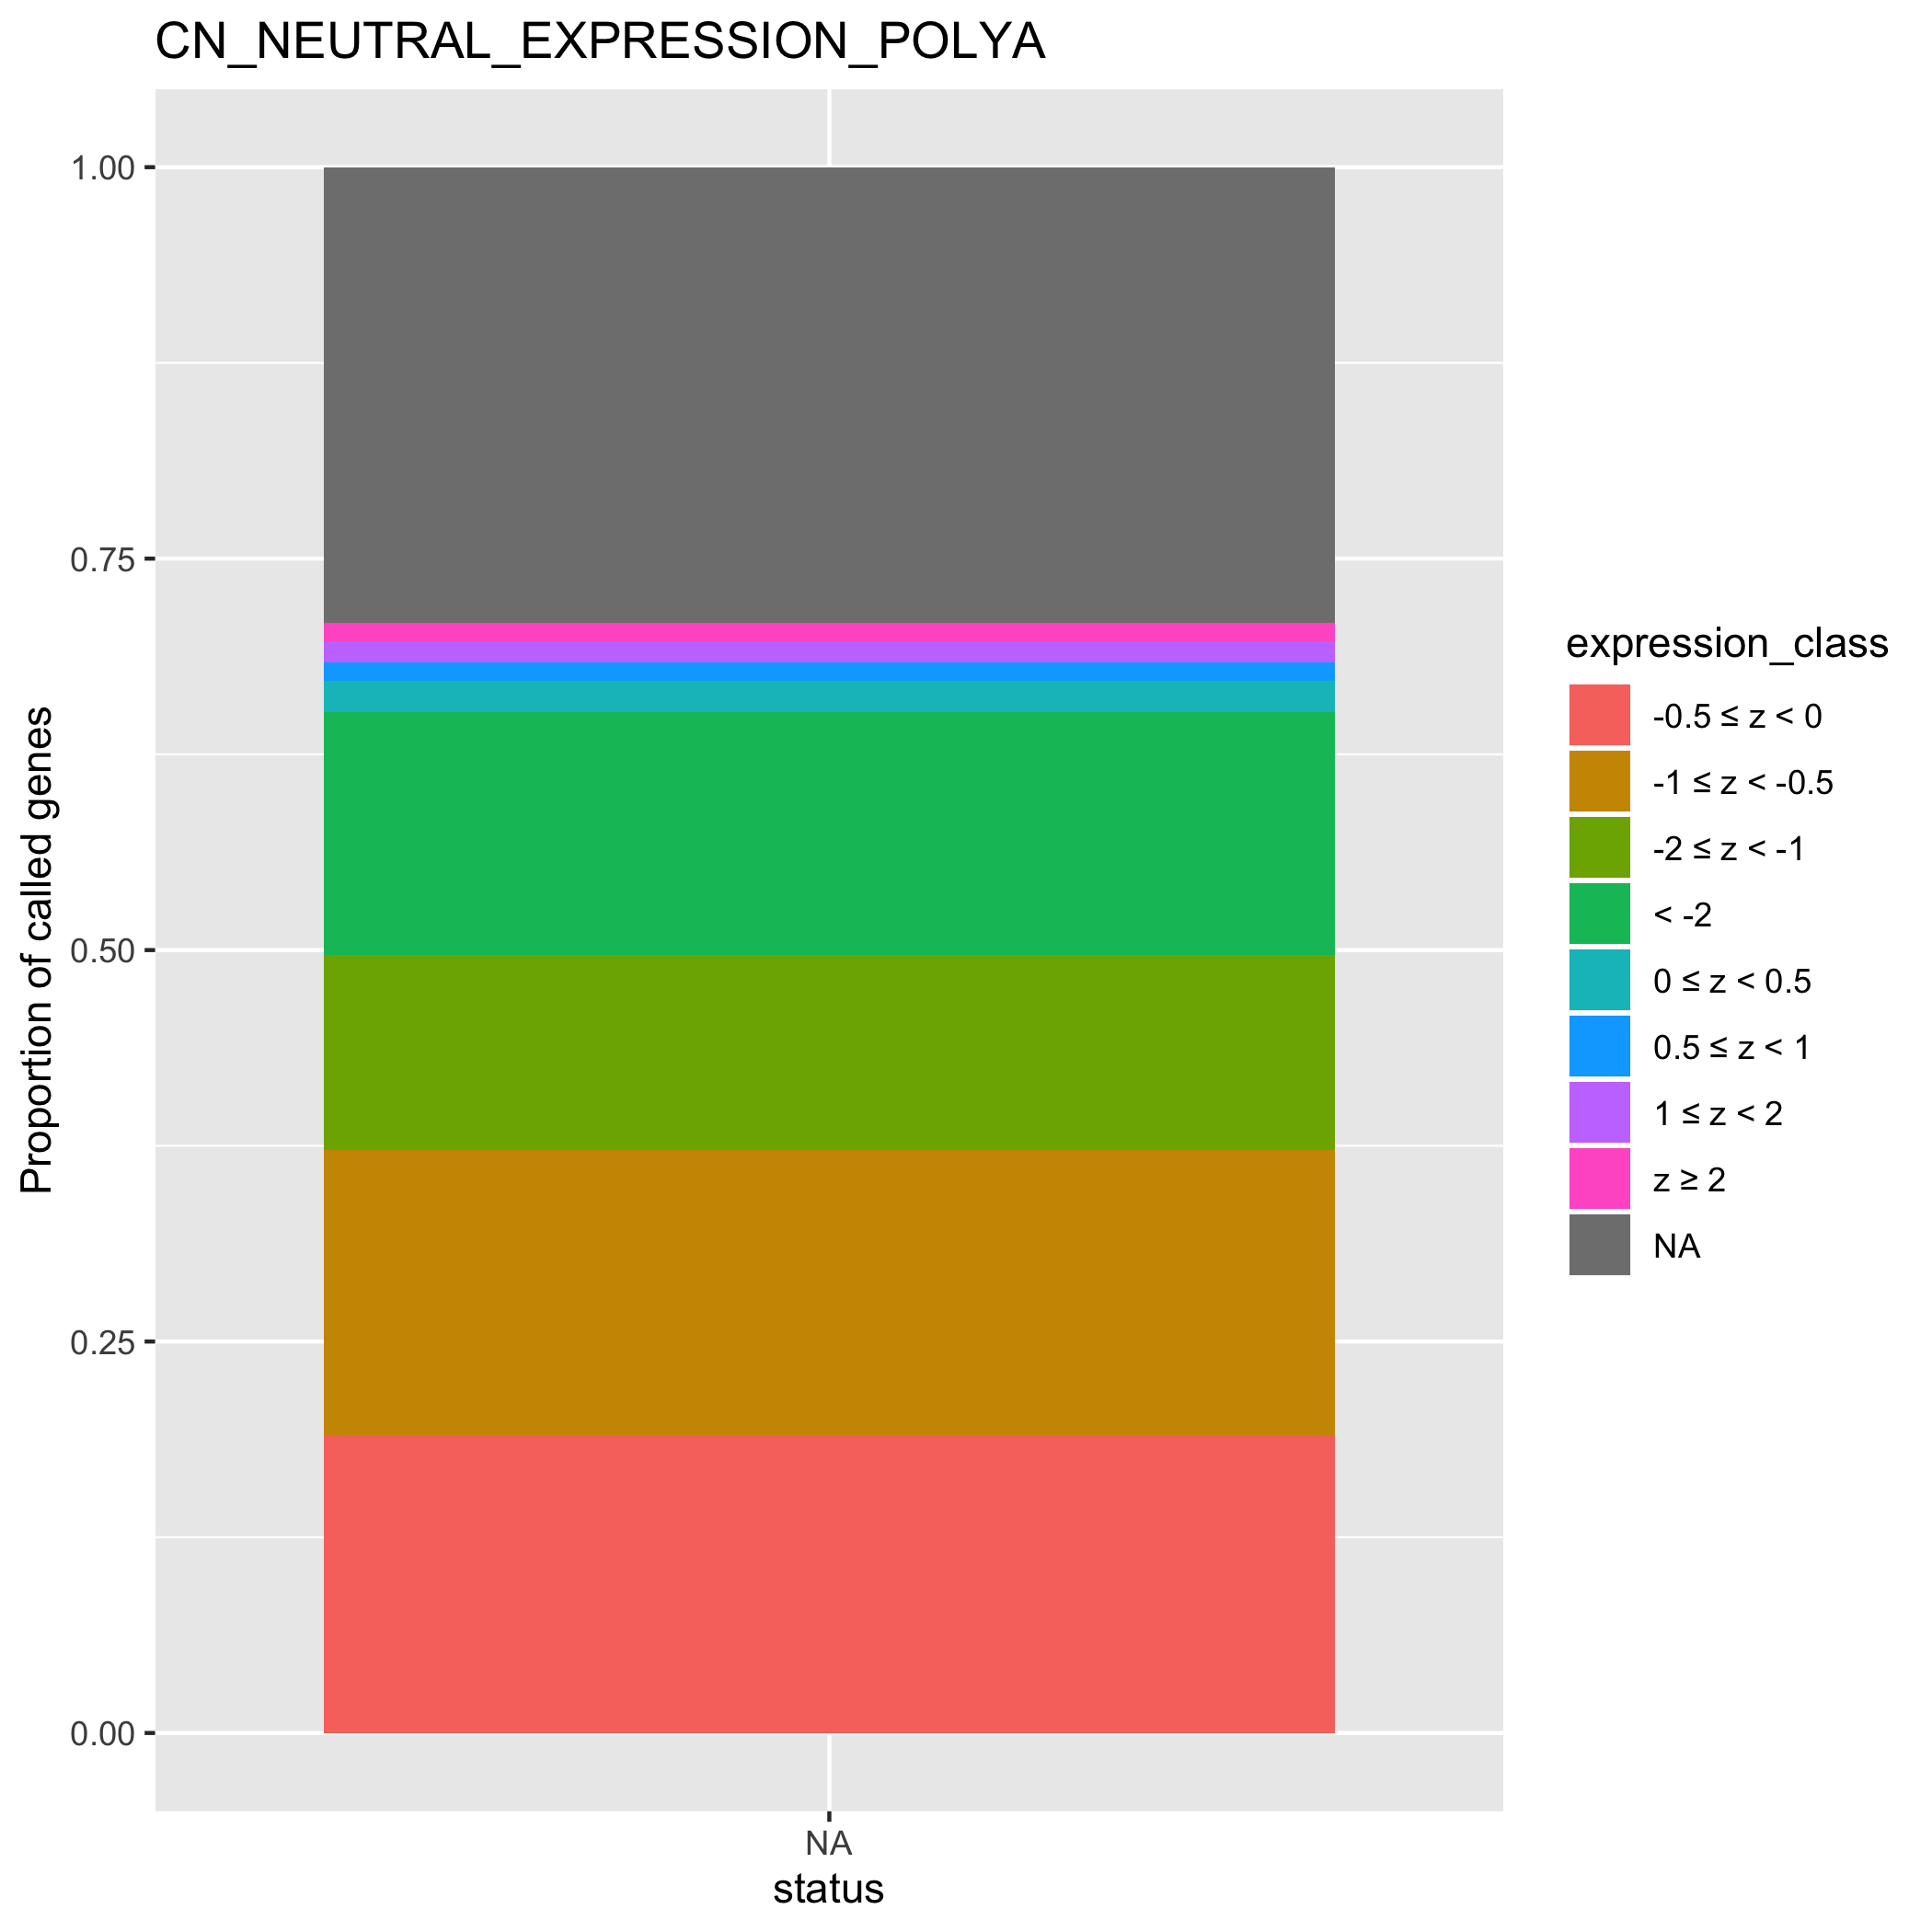 CN_NEUTRAL_EXPRESSION_POLYA
1.00
0.75
0.50
0.25
0.00
Proportion of called genes
NA
status
expression_class
-0.5 ≤ z < 0
-1 ≤ z < -0.5
-2 ≤ z < -1
< -2
0 ≤ z < 0.5
0.5 ≤ z < 1
1 ≤ z < 2
z ≥ 2
NA